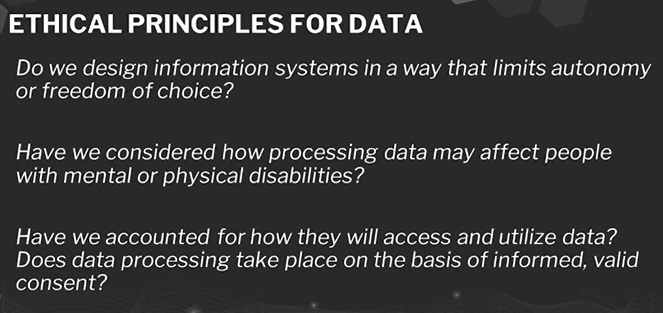 ETHICAL PRINCIPLES FOR DATA
Do we design information systems in a way that limits autonomy
or freedom of choice?
Have we considered how processing data may affect people
with mental or physical disabilities?
Have we accounted for how they will access and utilize data?
Does data processing take place on the basis of informed, valid
consent?